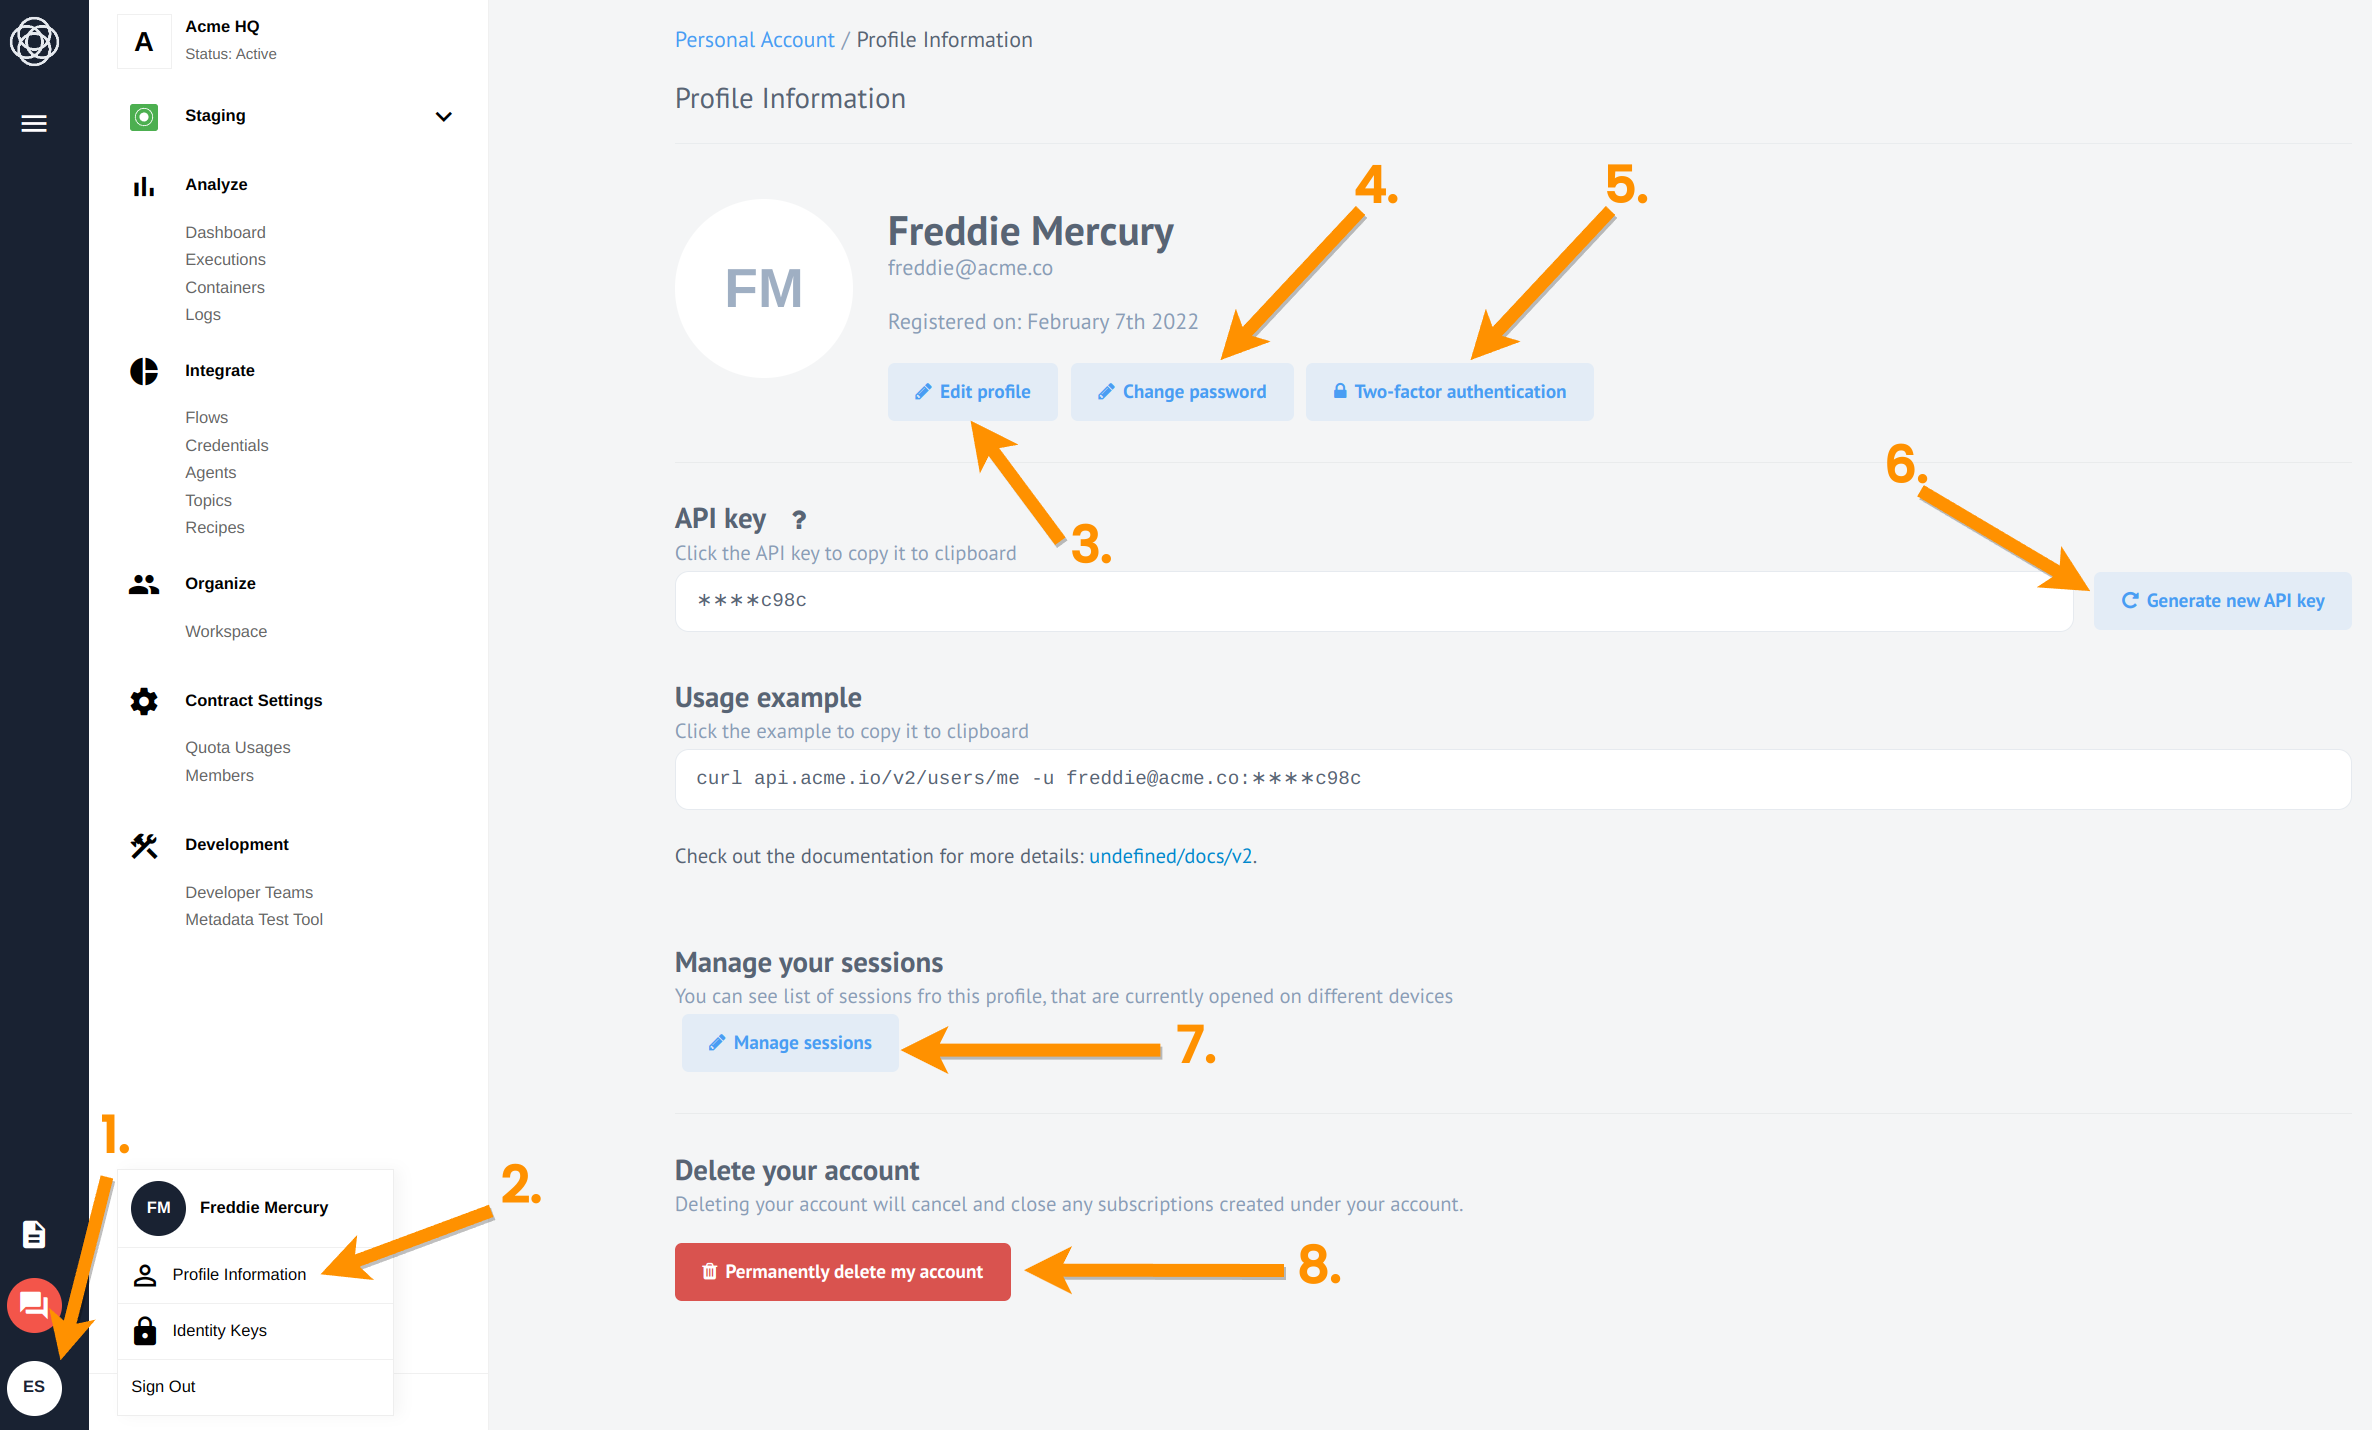 A
Acme HQ
Status: Active
Staging
Analyze
Dashboard
Executions
Containers
Logs
Integrate
Flows
Credentials
Agents
Topics
Recipes
Organize
Workspace
Contract Settings
Quota Usages
Members
Development
Developer Teams
Metadata Test Tool
1.
2.
FM Freddie Mercury
Profile Information
Identity Keys
Sign Out
ES
Personal Account / Profile Information
Profile Information
4.
5.
FM
Freddie Mercury
freddie@acme.co
Registered on: February 7th 2022
Edit profile
Change password
Two-factor authentication
3.
6.
API key ?
Click the API key to copy it to clipboard
∗∗∗∗c98c
Generate new API key
Usage example
Click the example to copy it to clipboard
curl api.acme.io/v2/users/me -u freddie@acme.co:∗∗∗∗c98c
Check out the documentation for more details: undefined/docs/v2.
Manage your sessions
You can see list of sessions fro this profile, that are currently opened on different devices
Manage sessions
7.
Delete your account
Deleting your account will cancel and close any subscriptions created under your account.
Permanently delete my account
8.